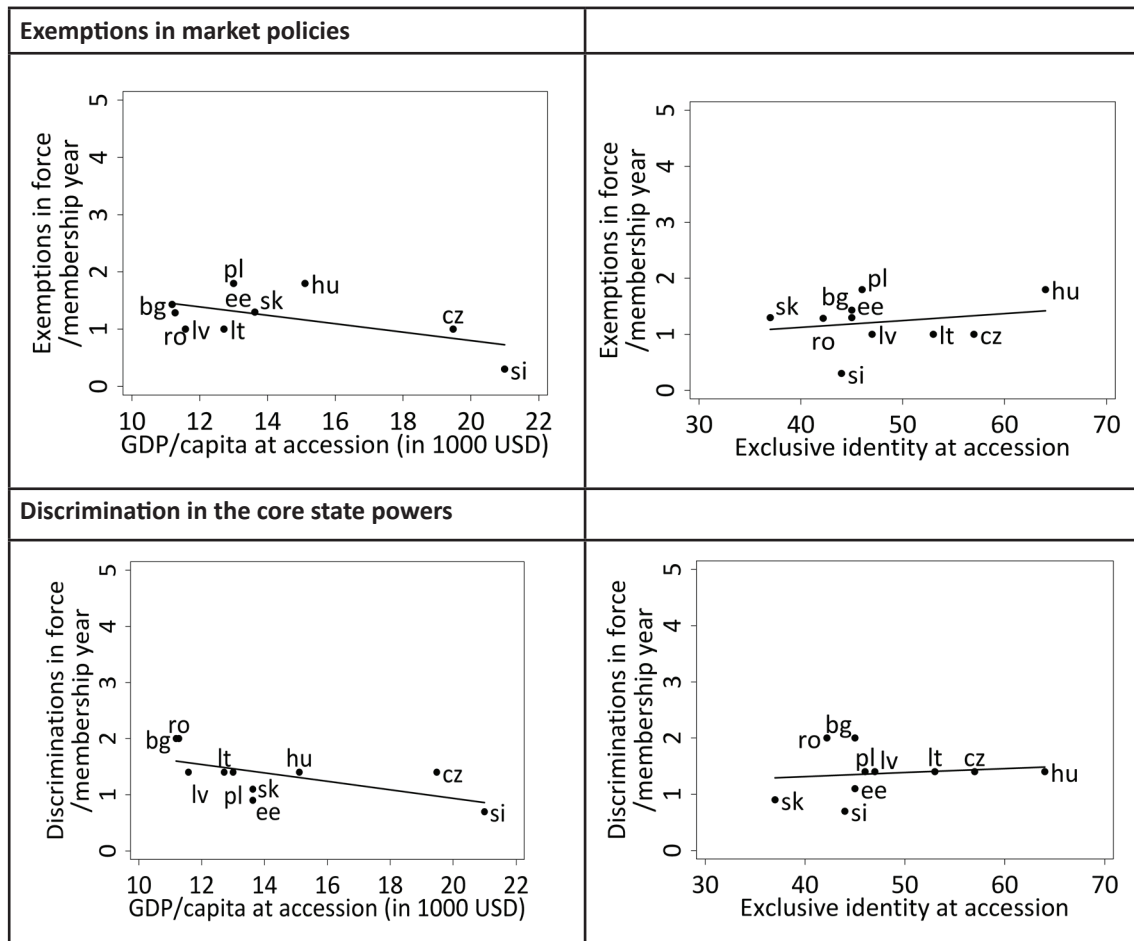 Exemptions in market policies
Exemptions in force
/membership year
0 1 2 3 4 5
bg
ro
lv
lt
pl
ee
sk
hu
cz
si
10 12 14 16 18 20 22
GDP/capita at accession (in 1000 USD)
Exemptions in force
/membership year
0 1 2 3 4 5
sk
ro
bg
ee
pl
si
lv
lt
cz
hu
30 40 50 60 70
Exclusive identity at accession
Discrimination in the core state powers
Discriminations in force
/membership year
0 1 2 3 4 5
ro
bg
lv
lt
pl
sk
ee
hu
cz
si
10 12 14 16 18 20 22
GDP/capita at accession (in 1000 USD)
Discriminations in force
/membership year
0 1 2 3 4 5
ro
bg
sk
si
ee
pl
lv
lt
cz
hu
30 40 50 60 70
Exclusive identity at accession